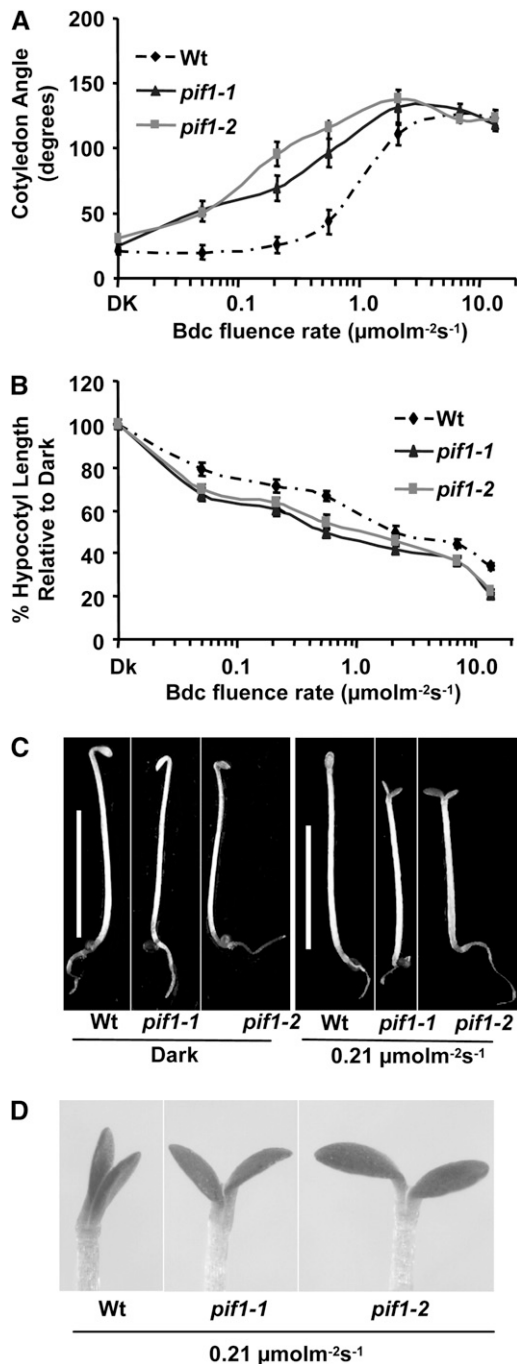 A
200
150
100
50
0
Cotyledon Angle
(degrees)
Wt
pif1-1
pif1-2
DK 0.1 1.0 10.0
Bdc fluence rate (µmolm-2s-1)
B
120
100
80
60
40
20
0
% Hypocotyl Length
Relative to Dark
Wt
pif1-1
pif1-2
Dk 0.1 1.0 10.0
Bdc fluence rate (µmolm-2s-1)
C
Wt pif1-1 pif1-2 Wt pif1-1 pif1-2
Dark 0.21 µmolm-2s-1
D
Wt pif1-1 pif1-2
0.21 µmolm-2s-1